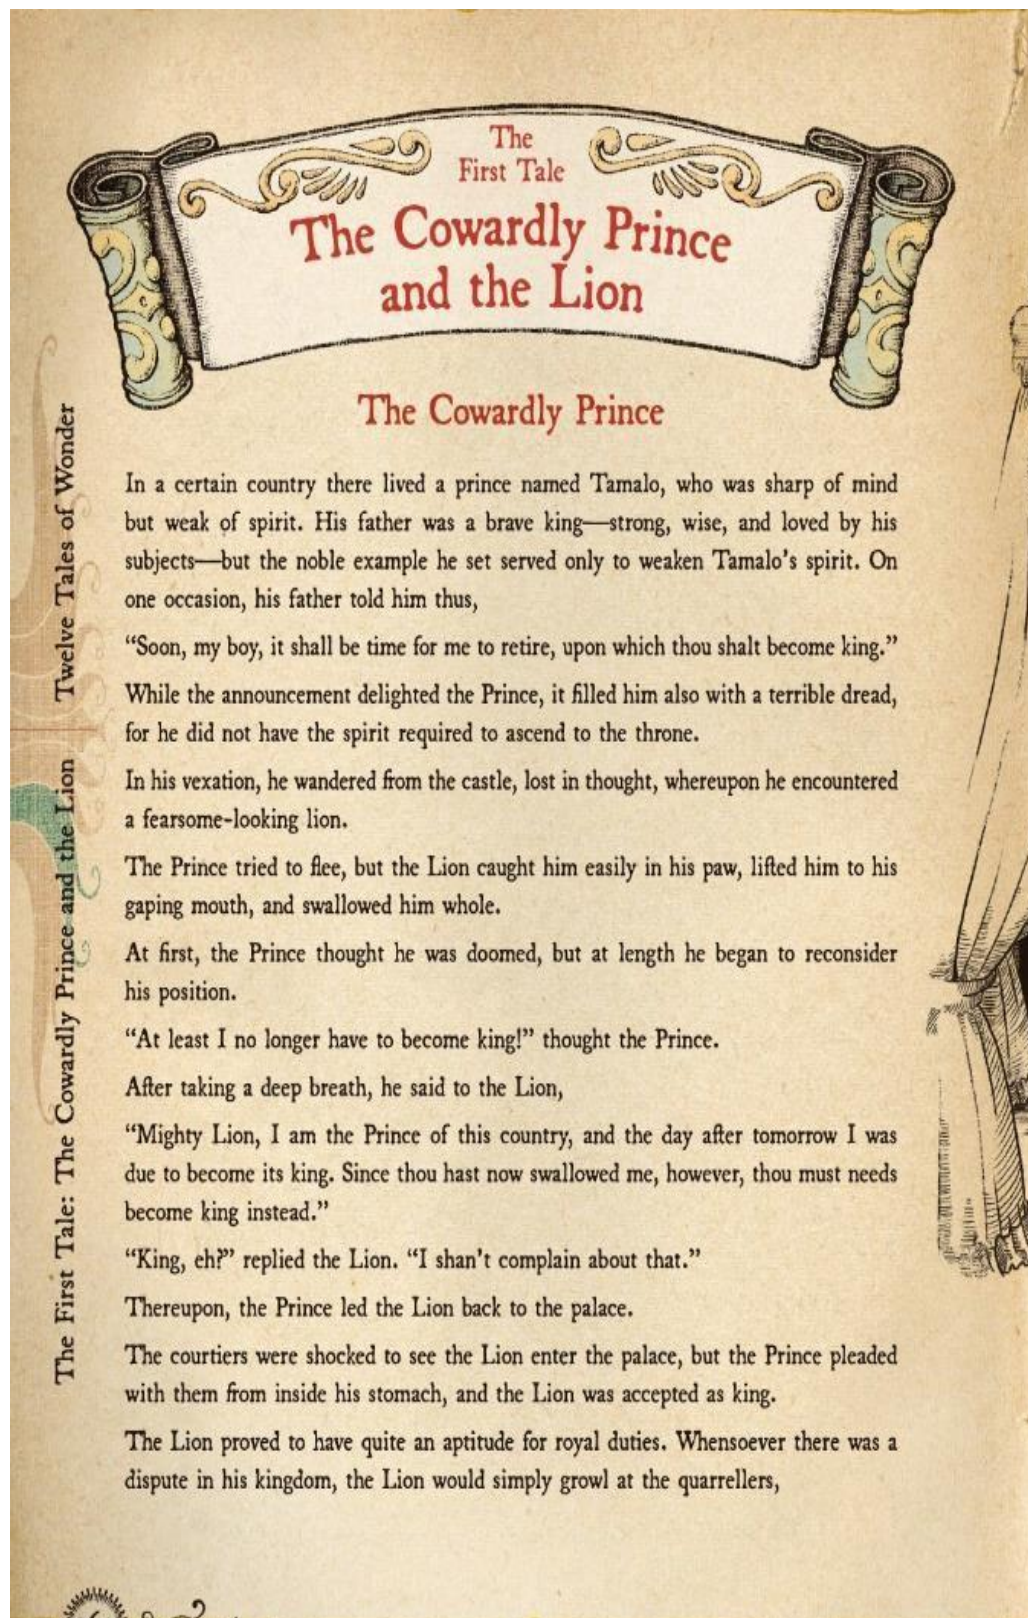 The
First Tale
The Cowardly Prince
and the Lion
The Cowardly Prince
In a certain country there lived a prince named Tamalo, who was sharp of mind
but weak of spirit. His father was a brave king—strong, wise, and loved by his
subjects—but the noble example he set served only to weaken Tamalo's spirit. On
one occasion, his father told him thus,
“Soon, my boy, it shall be time for me to retire, upon which thou shalt become king.”
While the announcement delighted the Prince, it filled him also with a terrible dread,
for he did not have the spirit required to ascend to the throne.
In his vexation, he wandered from the castle, lost in thought, whereupon he encountered
a fearsome-looking lion.
The Prince tried to flee, but the Lion caught him easily in his paw, lifted him to his
gaping mouth, and swallowed him whole.
At first, the Prince thought he was doomed, but at length he began to reconsider
his position.
“At least I no longer have to become king!” thought the Prince.
After taking a deep breath, he said to the Lion,
“Mighty Lion, I am the Prince of this country, and the day after tomorrow I was
due to become its king. Since thou hast now swallowed me, however, thou must needs
become king instead.”
“King, eh?” replied the Lion. “I shan't complain about that.”
Thereupon, the Prince led the Lion back to the palace.
The courtiers were shocked to see the Lion enter the palace, but the Prince pleaded
with them from inside his stomach, and the Lion was accepted as king.
The Lion proved to have quite an aptitude for royal duties. Whensoever there was a
dispute in his kingdom, the Lion would simply growl at the quarrellers,
The First Tale: The Cowardly Prince and the Lion Twelve Tales of Wonder